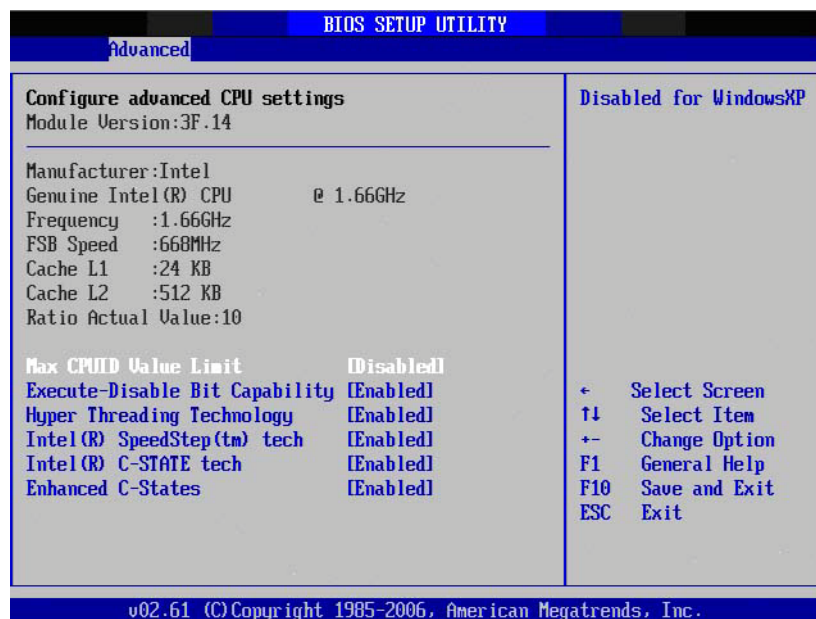 BIOS SETUP UTILITY
Advanced
Configure advanced CPU settings
Module Version:3F.14
Manufacturer:Intel
Genuine Intel(R) CPU @ 1.66GHz
Frequency :1.66GHz
FSB Speed :668MHz
Cache L1 :24 KB
Cache L2 :512 KB
Ratio Actual Value:10
Max CPUID Value Limit [Disabled]
Execute-Disable Bit Capability [Enabled]
Hyper Threading Technology [Enabled]
Intel(R) SpeedStep(tm) tech [Enabled]
Intel(R) C-STATE tech [Enabled]
Enhanced C-States [Enabled]
Disabled for WindowsXP
← Select Screen
↑↓ Select Item
+- Change Option
F1 General Help
F10 Save and Exit
ESC Exit
v02.61 (C)Copyright 1985-2006, American Megatrends, Inc.